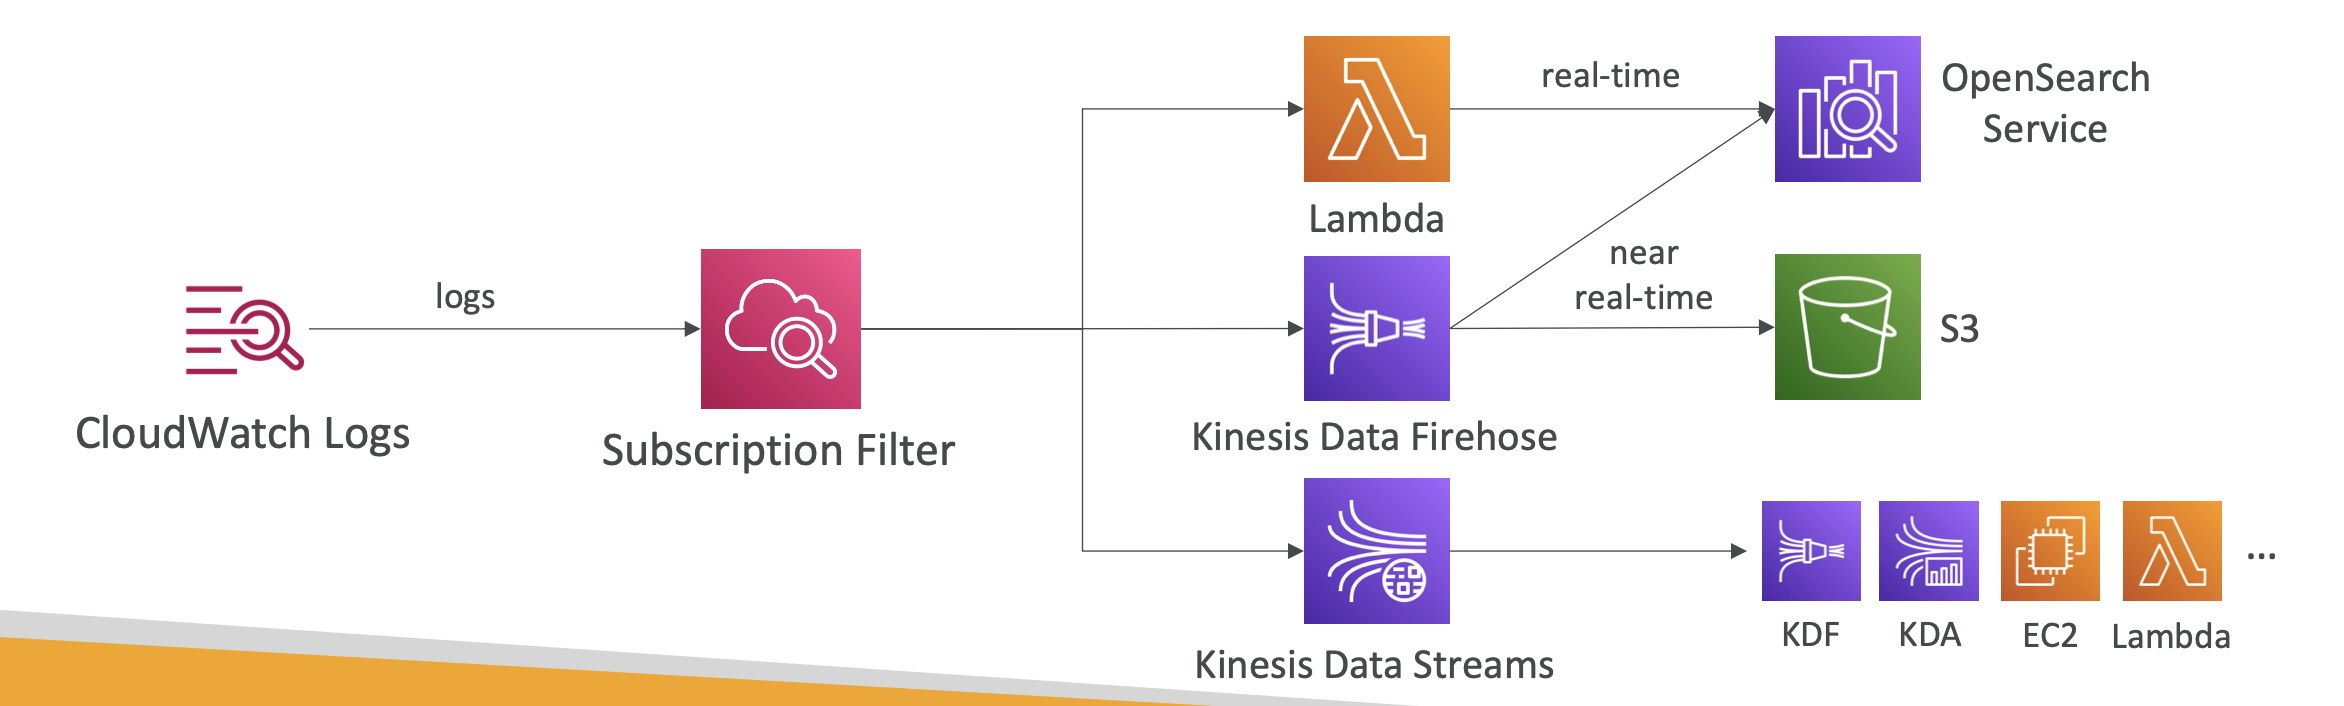 CloudWatch Logs
logs
Subscription Filter
Lambda
real-time
OpenSearch
Service
Kinesis Data Firehose
near
real-time
S3
Kinesis Data Streams
KDF
KDA
EC2
Lambda
...